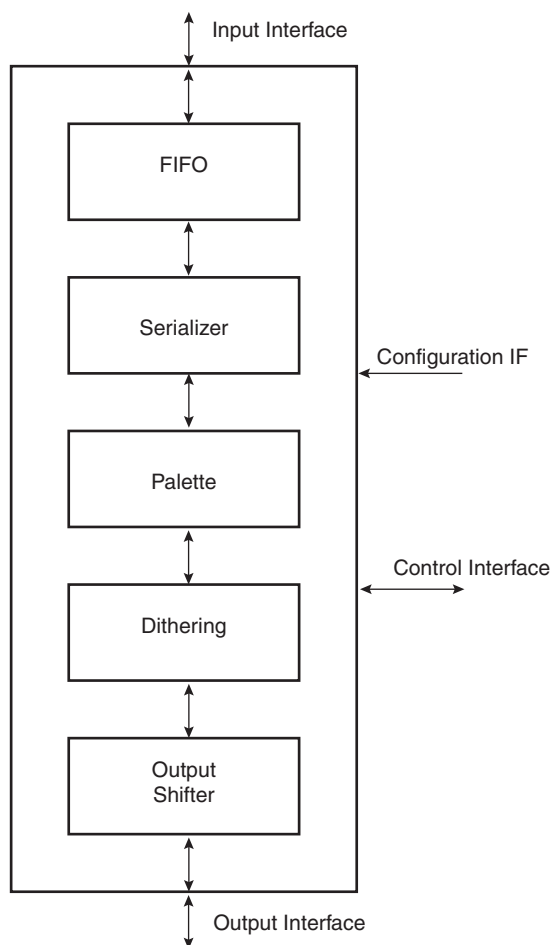 Input Interface
FIFO
Serializer
Configuration IF
Palette
Control Interface
Dithering
Output
Shifter
Output Interface